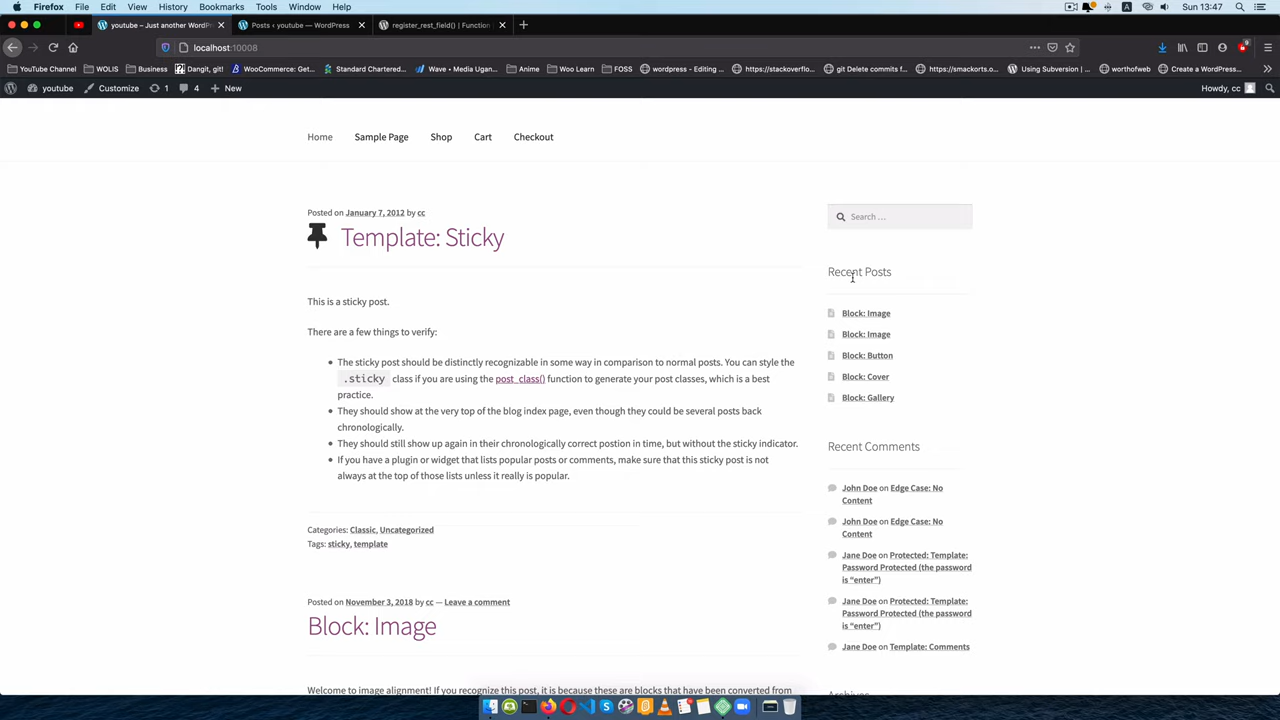 Firefox File Edit View History Bookmarks Tools Window Help Sun 13:47
youtube – Just another WordPr Posts ‹ youtube — WordPress register_rest_field() | Function
localhost:10008
YouTube Channel WOLIS Business Dangit, git! WooCommerce: Get... Standard Chartered... Wave - Media Ugan... Anime Woo Learn FOSS wordpress - Editing ... https://stackoverflo... git Delete commits f... https://smackorts.o... Using Subversion |... worthofweb Create a WordPress...
youtube Customize 1 4 New Howdy, cc
Home Sample Page Shop Cart Checkout
Posted on January 7, 2012 by cc
Template: Sticky
This is a sticky post.
There are a few things to verify:
The sticky post should be distinctly recognizable in some way in comparison to normal posts. You can style the
.sticky class if you are using the post_class() function to generate your post classes, which is a best
practice.
They should show at the very top of the blog index page, even though they could be several posts back
chronologically.
They should still show up again in their chronologically correct postion in time, but without the sticky indicator.
If you have a plugin or widget that lists popular posts or comments, make sure that this sticky post is not
always at the top of those lists unless it really is popular.
Categories: Classic, Uncategorized
Tags: sticky, template
Posted on November 3, 2018 by cc — Leave a comment
Block: Image
Welcome to image alignment! If you recognize this post, it is because these are blocks that have been converted from
Search …
Recent Posts
Block: Image
Block: Image
Block: Button
Block: Cover
Block: Gallery
Recent Comments
John Doe on Edge Case: No
Content
John Doe on Edge Case: No
Content
Jane Doe on Protected: Template:
Password Protected (the password
is “enter”)
Jane Doe on Protected: Template:
Password Protected (the password
is “enter”)
Jane Doe on Template: Comments
Archives